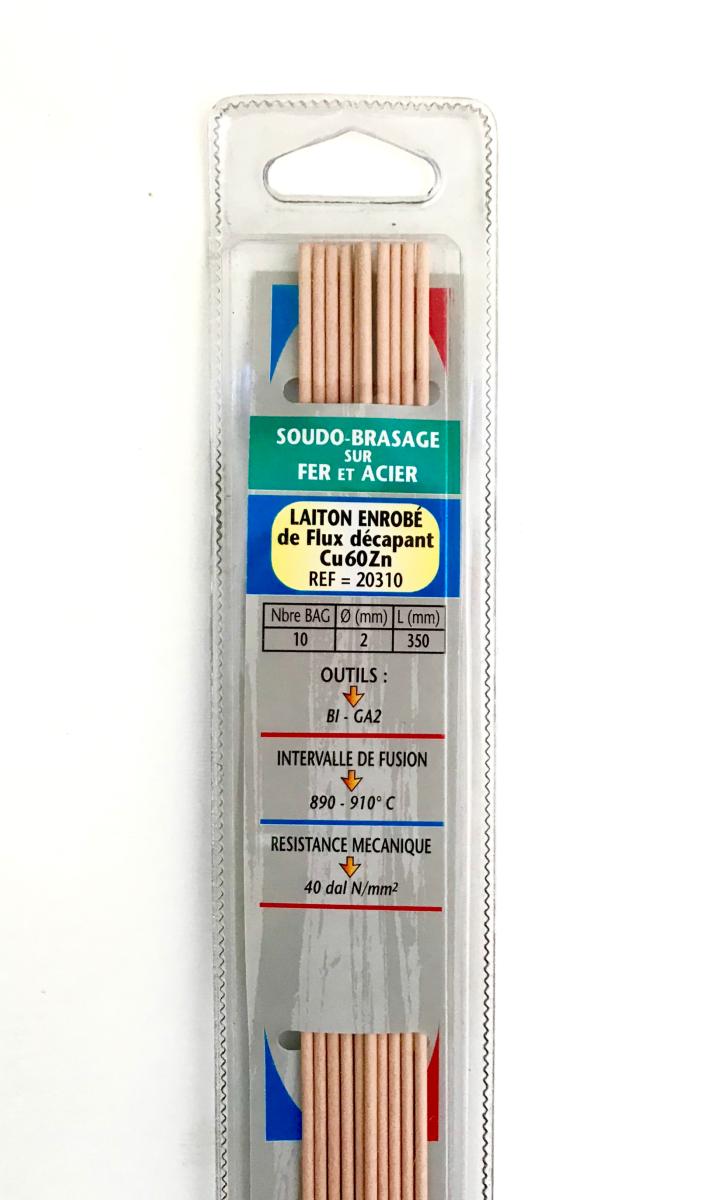 SOUDO-BRASAGE
SUR
FER ET ACIER
LAITON ENROBÉ
de Flux décapant
Cu60Zn
REF = 20310
Nbre BAG Ø (mm) L (mm)
10 2 350
OUTILS :
BI - GA2
INTERVALLE DE FUSION
890 - 910° C
RESISTANCE MECANIQUE
40 dal N/mm²